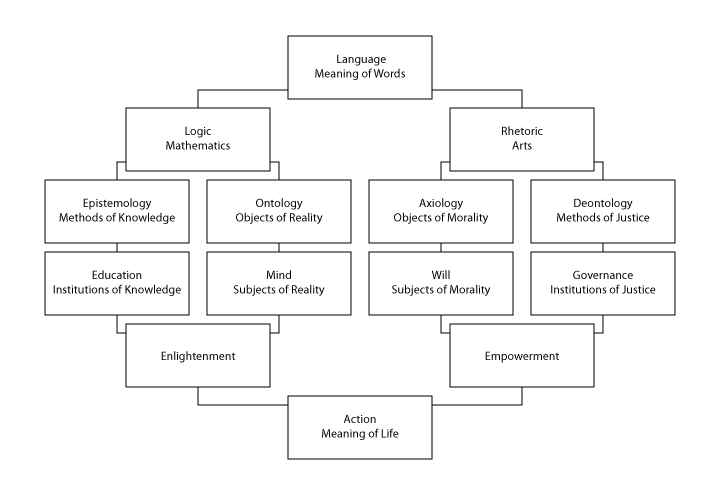 Language
Meaning of Words
Logic
Mathematics
Rhetoric
Arts
Epistemology
Methods of Knowledge
Ontology
Objects of Reality
Axiology
Objects of Morality
Deontology
Methods of Justice
Education
Institutions of Knowledge
Mind
Subjects of Reality
Will
Subjects of Morality
Governance
Institutions of Justice
Enlightenment
Empowerment
Action
Meaning of Life